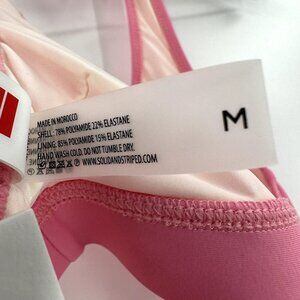 MADE IN MOROCCO
SHELL: 78% POLYAMIDE 22% ELASTANE
LINING: 85% POLYAMIDE 15% ELASTANE
HAND WASH COLD. DO NOT TUMBLE DRY.
WWW.SOLIDANDSTRIPED.COM
M